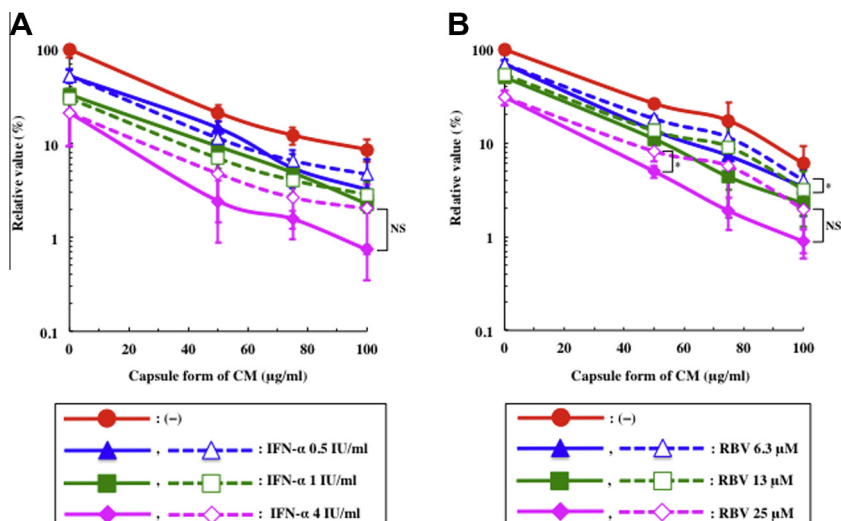 A
B
Relative value (%)
100
10
1
0.1
NS
0 20 40 60 80 100
Capsule form of CM (μg/ml)
: (−)
, : IFN-α 0.5 IU/ml
, : IFN-α 1 IU/ml
, : IFN-α 4 IU/ml
Relative value (%)
100
10
1
0.1
*
*
NS
0 20 40 60 80 100
Capsule form of CM (μg/ml)
: (−)
, : RBV 6.3 μM
, : RBV 13 μM
, : RBV 25 μM